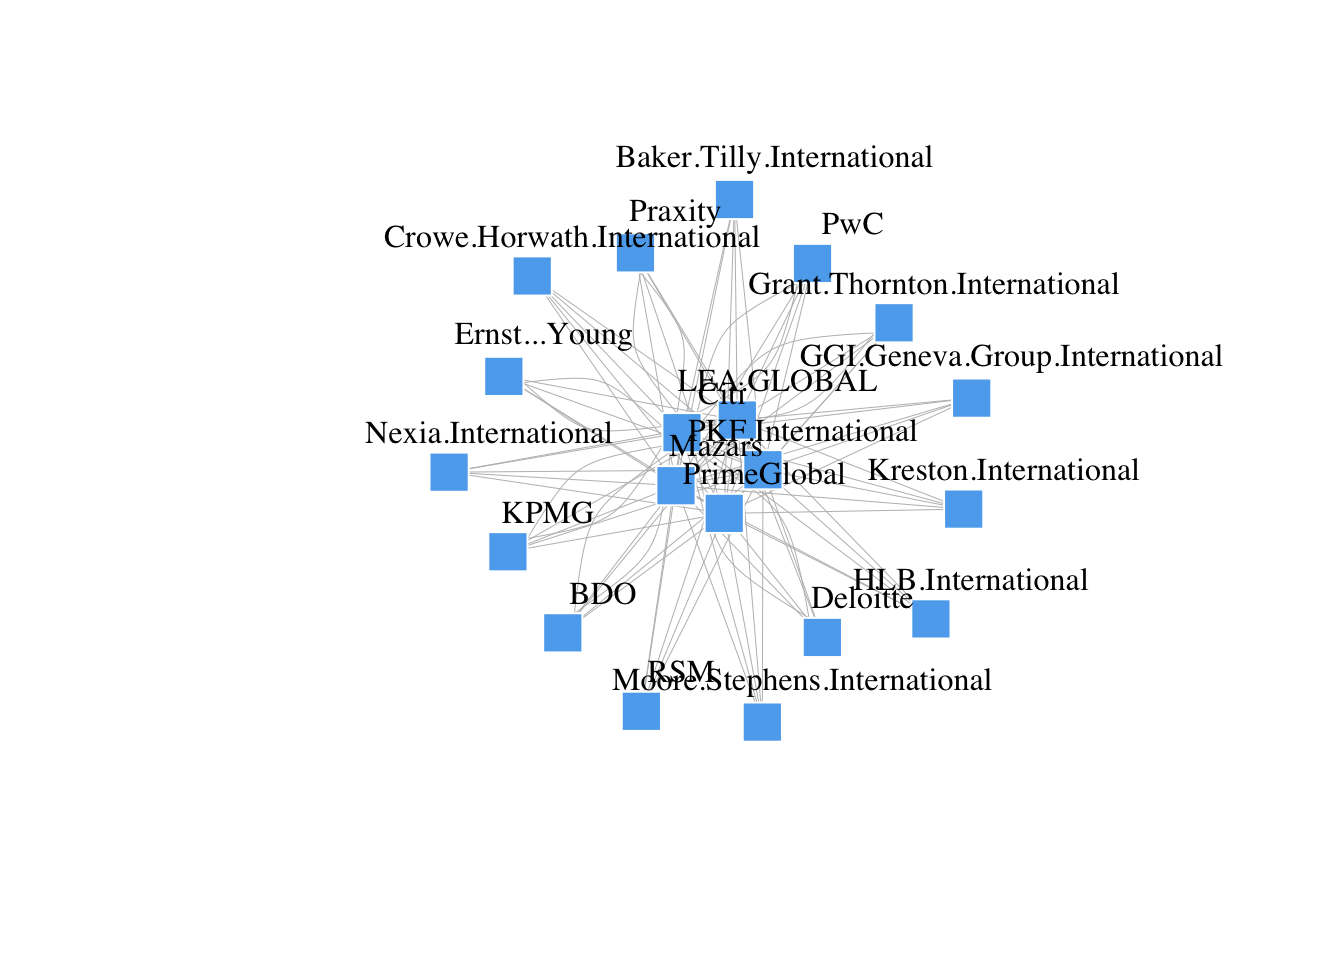 Baker.Tilly.International
Praxity
PwC
Crowe.Horwath.International
Grant.Thornton.International
Ernst...Young
GGI.Geneva.Group.International
LEA.GLOBAL
Citi
Nexia.International
PKF.International
Mazars
Kreston.International
PrimeGlobal
KPMG
HLB.International
BDO
Deloitte
RSM
Moore.Stephens.International